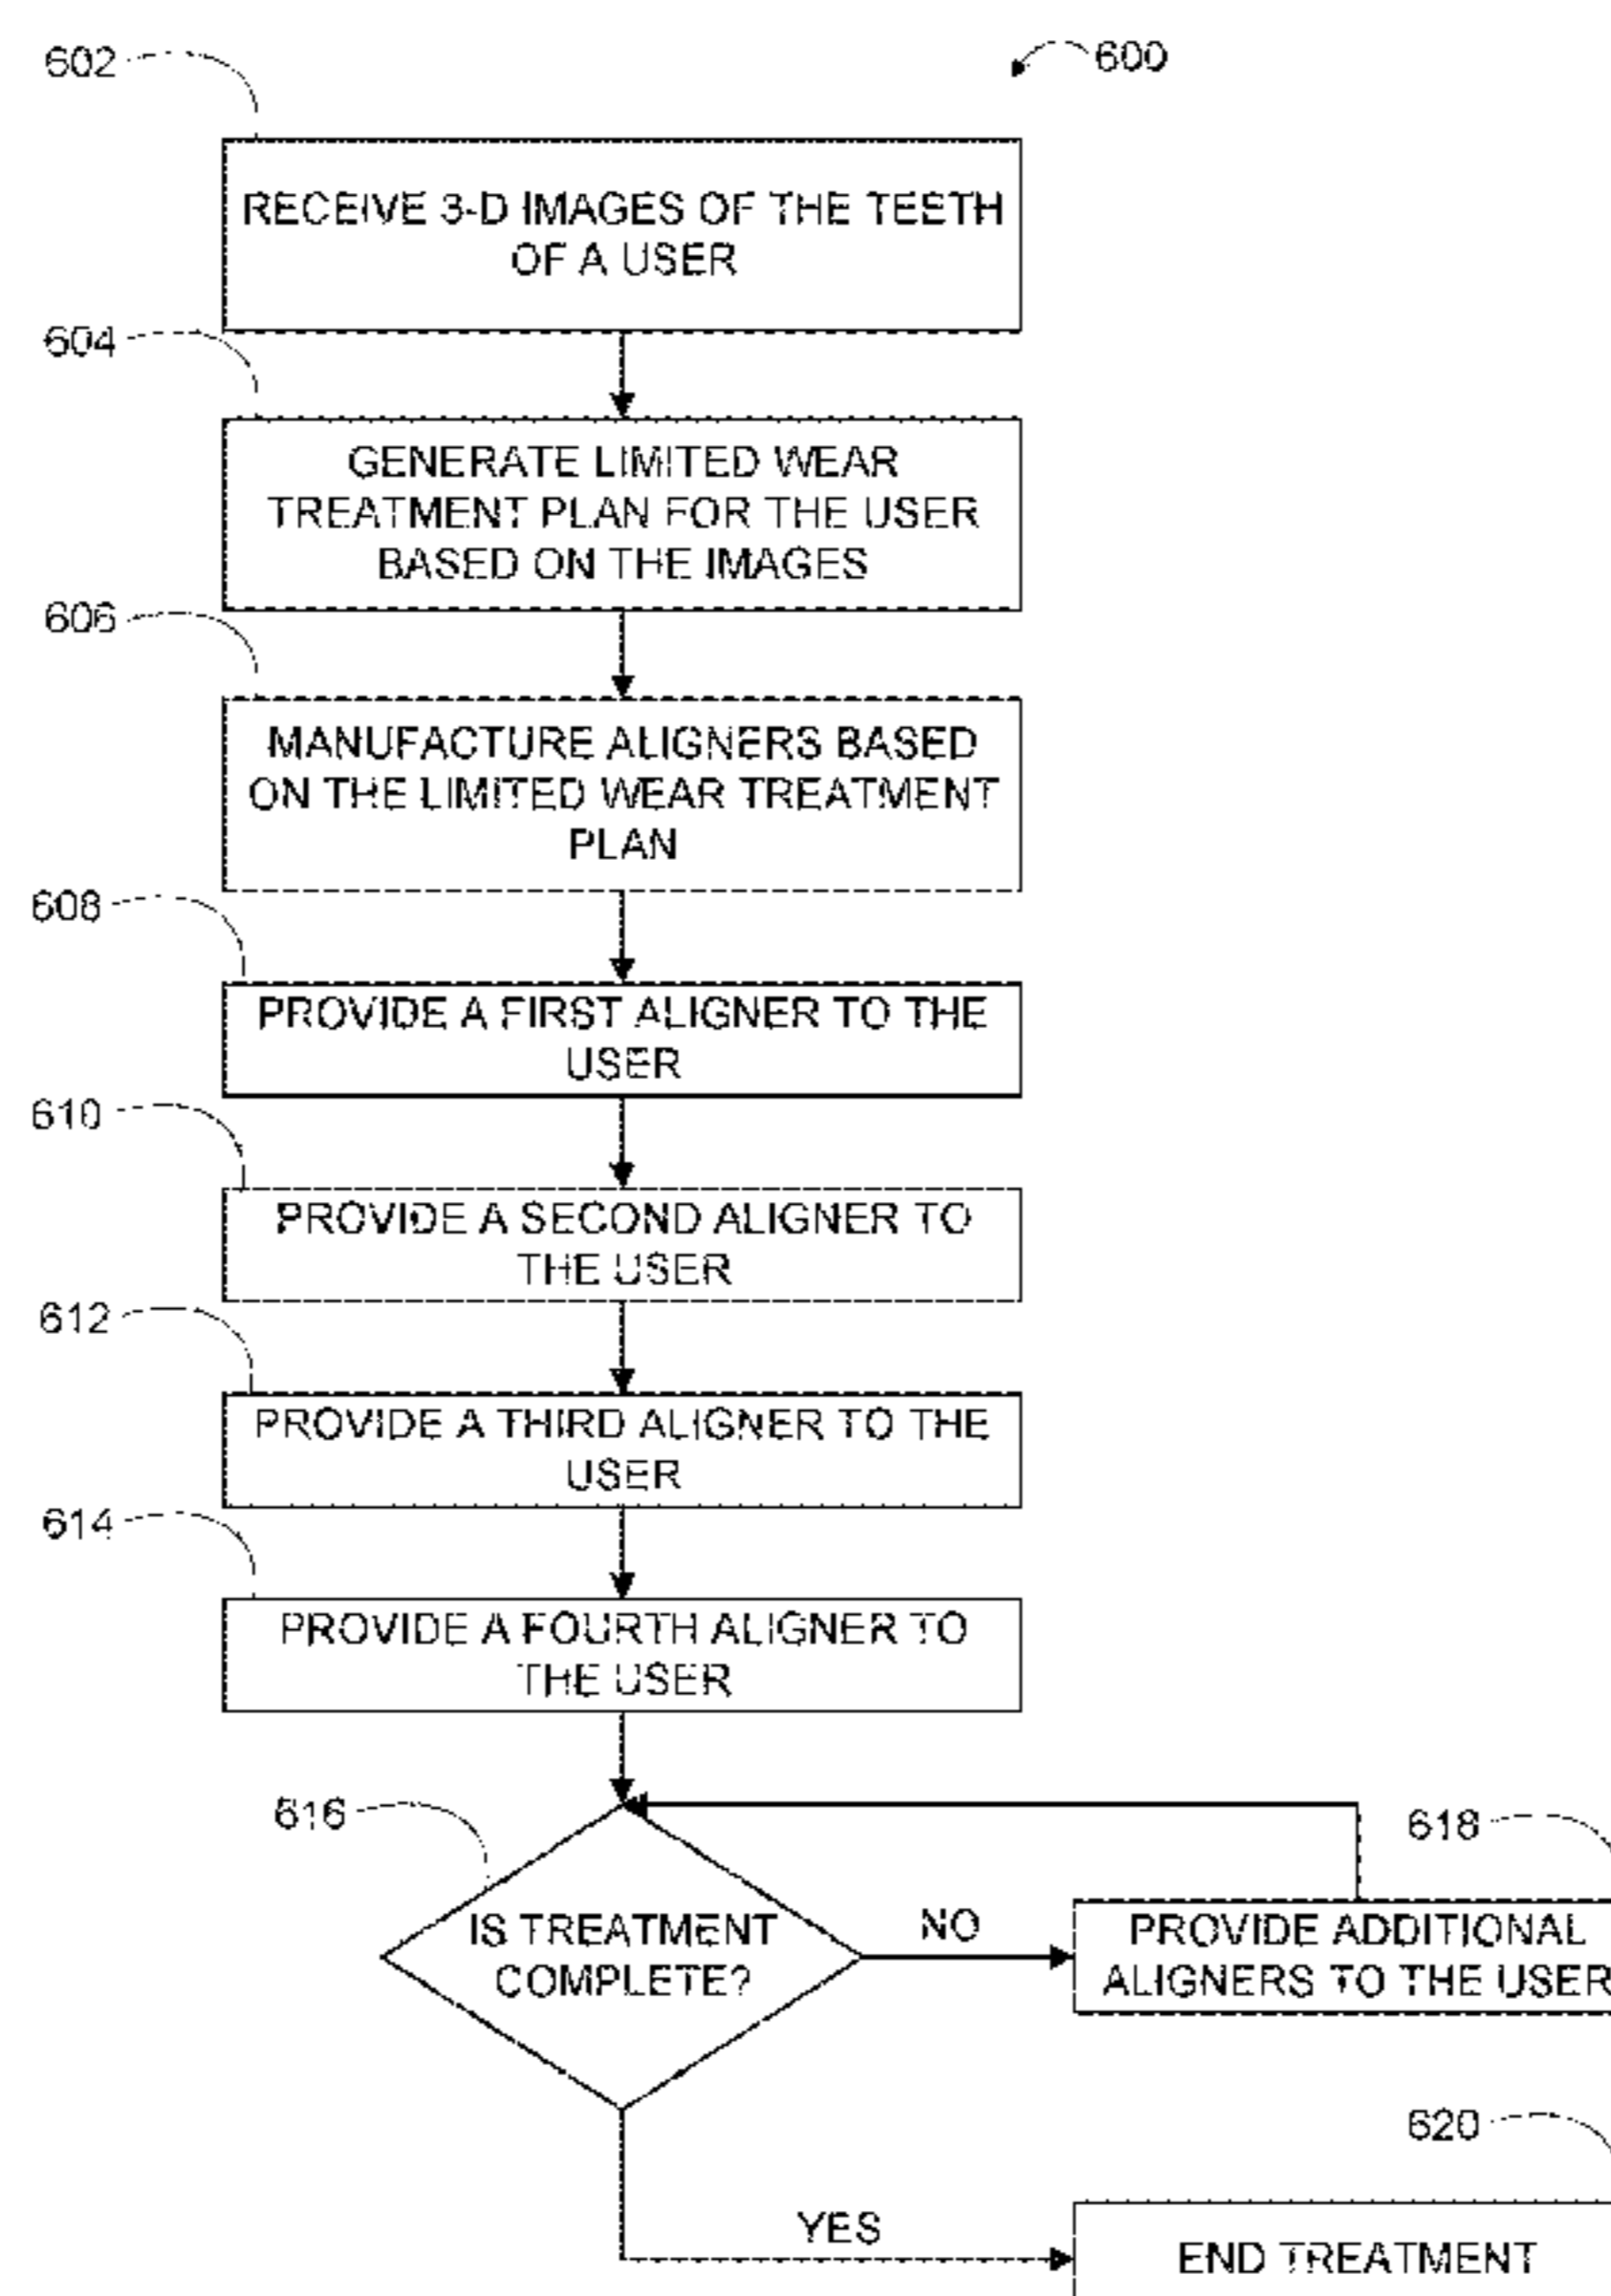 602
600
RECEIVE 3-D IMAGES OF THE TEETH
OF A USER
604
GENERATE LIMITED WEAR
TREATMENT PLAN FOR THE USER
BASED ON THE IMAGES
606
MANUFACTURE ALIGNERS BASED
ON THE LIMITED WEAR TREATMENT
PLAN
608
PROVIDE A FIRST ALIGNER TO THE
USER
610
PROVIDE A SECOND ALIGNER TO
THE USER
612
PROVIDE A THIRD ALIGNER TO THE
USER
614
PROVIDE A FOURTH ALIGNER TO
THE USER
616
618
IS TREATMENT
COMPLETE?
NO
PROVIDE ADDITIONAL
ALIGNERS TO THE USER
620
YES
END TREATMENT